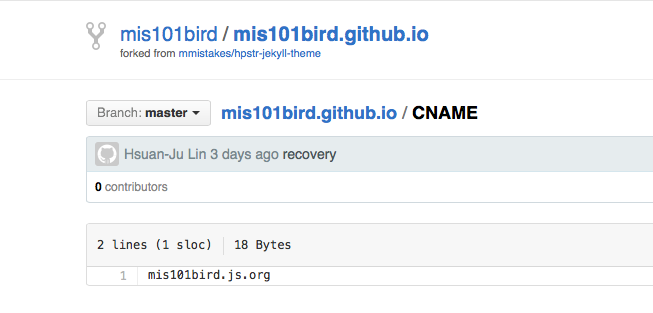 mis101bird / mis101bird.github.io
forked from mmistakes/hpstr-jekyll-theme
Branch: master mis101bird.github.io / CNAME
Hsuan-Ju Lin 3 days ago recovery
0 contributors
2 lines (1 sloc) 18 Bytes
1 mis101bird.js.org